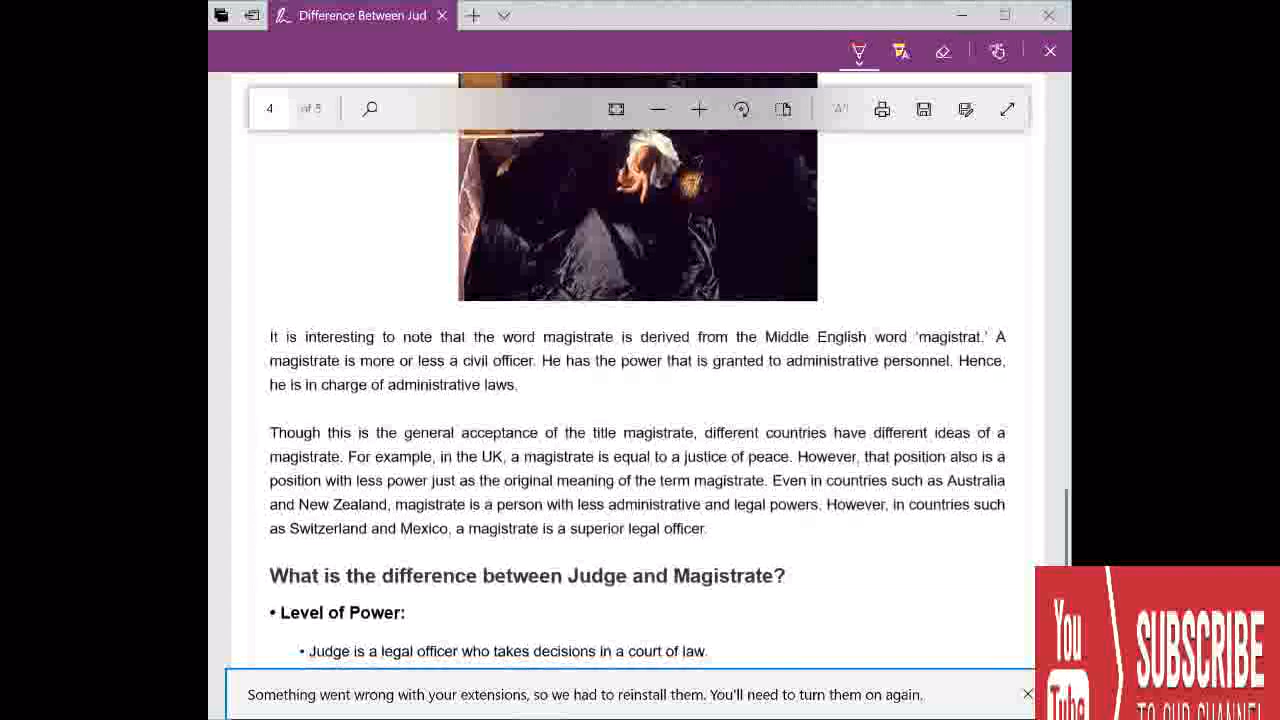 Difference Between Jud
4 of 5
It is interesting to note that the word magistrate is derived from the Middle English word ‘magistrat.’ A
magistrate is more or less a civil officer. He has the power that is granted to administrative personnel. Hence,
he is in charge of administrative laws.
Though this is the general acceptance of the title magistrate, different countries have different ideas of a
magistrate. For example, in the UK, a magistrate is equal to a justice of peace. However, that position also is a
position with less power just as the original meaning of the term magistrate. Even in countries such as Australia
and New Zealand, magistrate is a person with less administrative and legal powers. However, in countries such
as Switzerland and Mexico, a magistrate is a superior legal officer.
What is the difference between Judge and Magistrate?
• Level of Power:
• Judge is a legal officer who takes decisions in a court of law.
Something went wrong with your extensions, so we had to reinstall them. You'll need to turn them on again.
You
Tube
SUBSCRIBE
TO OUR CHANNEL